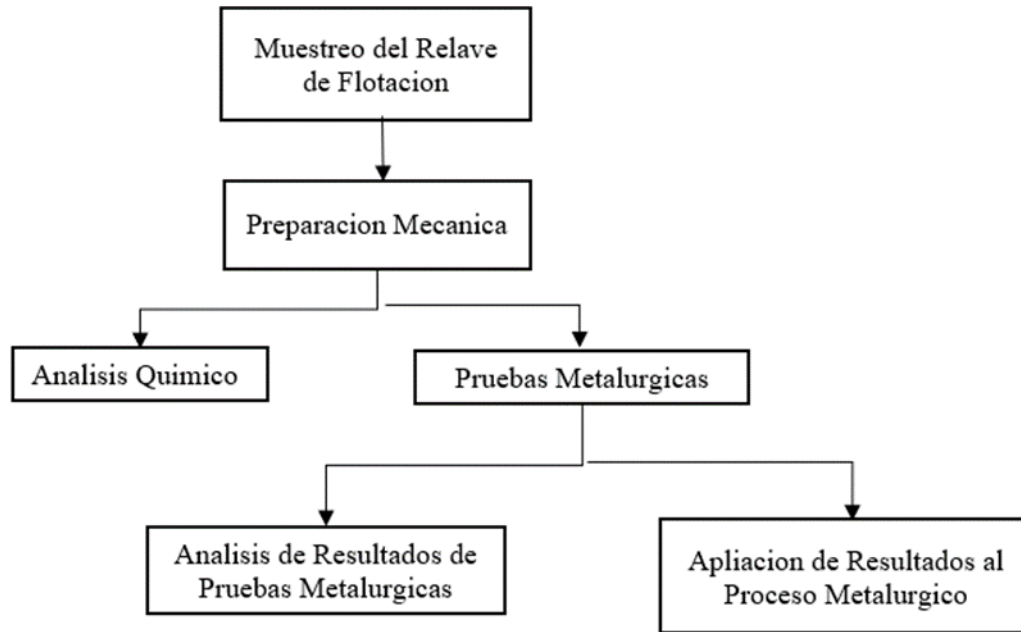 Muestreo del Relave
de Flotacion
Preparacion Mecanica
Analisis Quimico
Pruebas Metalurgicas
Analisis de Resultados de
Pruebas Metalurgicas
Apliacion de Resultados al
Proceso Metalurgico